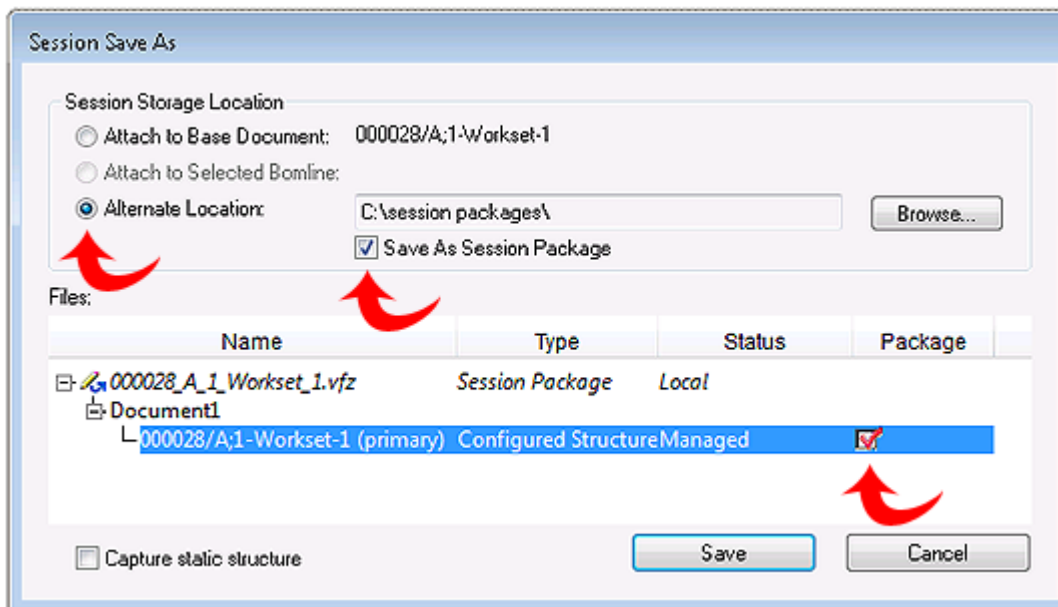 Session Save As
Session Storage Location
Attach to Base Document: 000028/A;1-Workset-1
Attach to Selected Bomline:
Alternate Location: C:\session packages\ Browse...
Save As Session Package
Files:
Name Type Status Package
000028_A_1_Workset_1.vfz Session Package Local
Document1
000028/A;1-Workset-1 (primary) Configured Structure Managed
Capture static structure Save Cancel